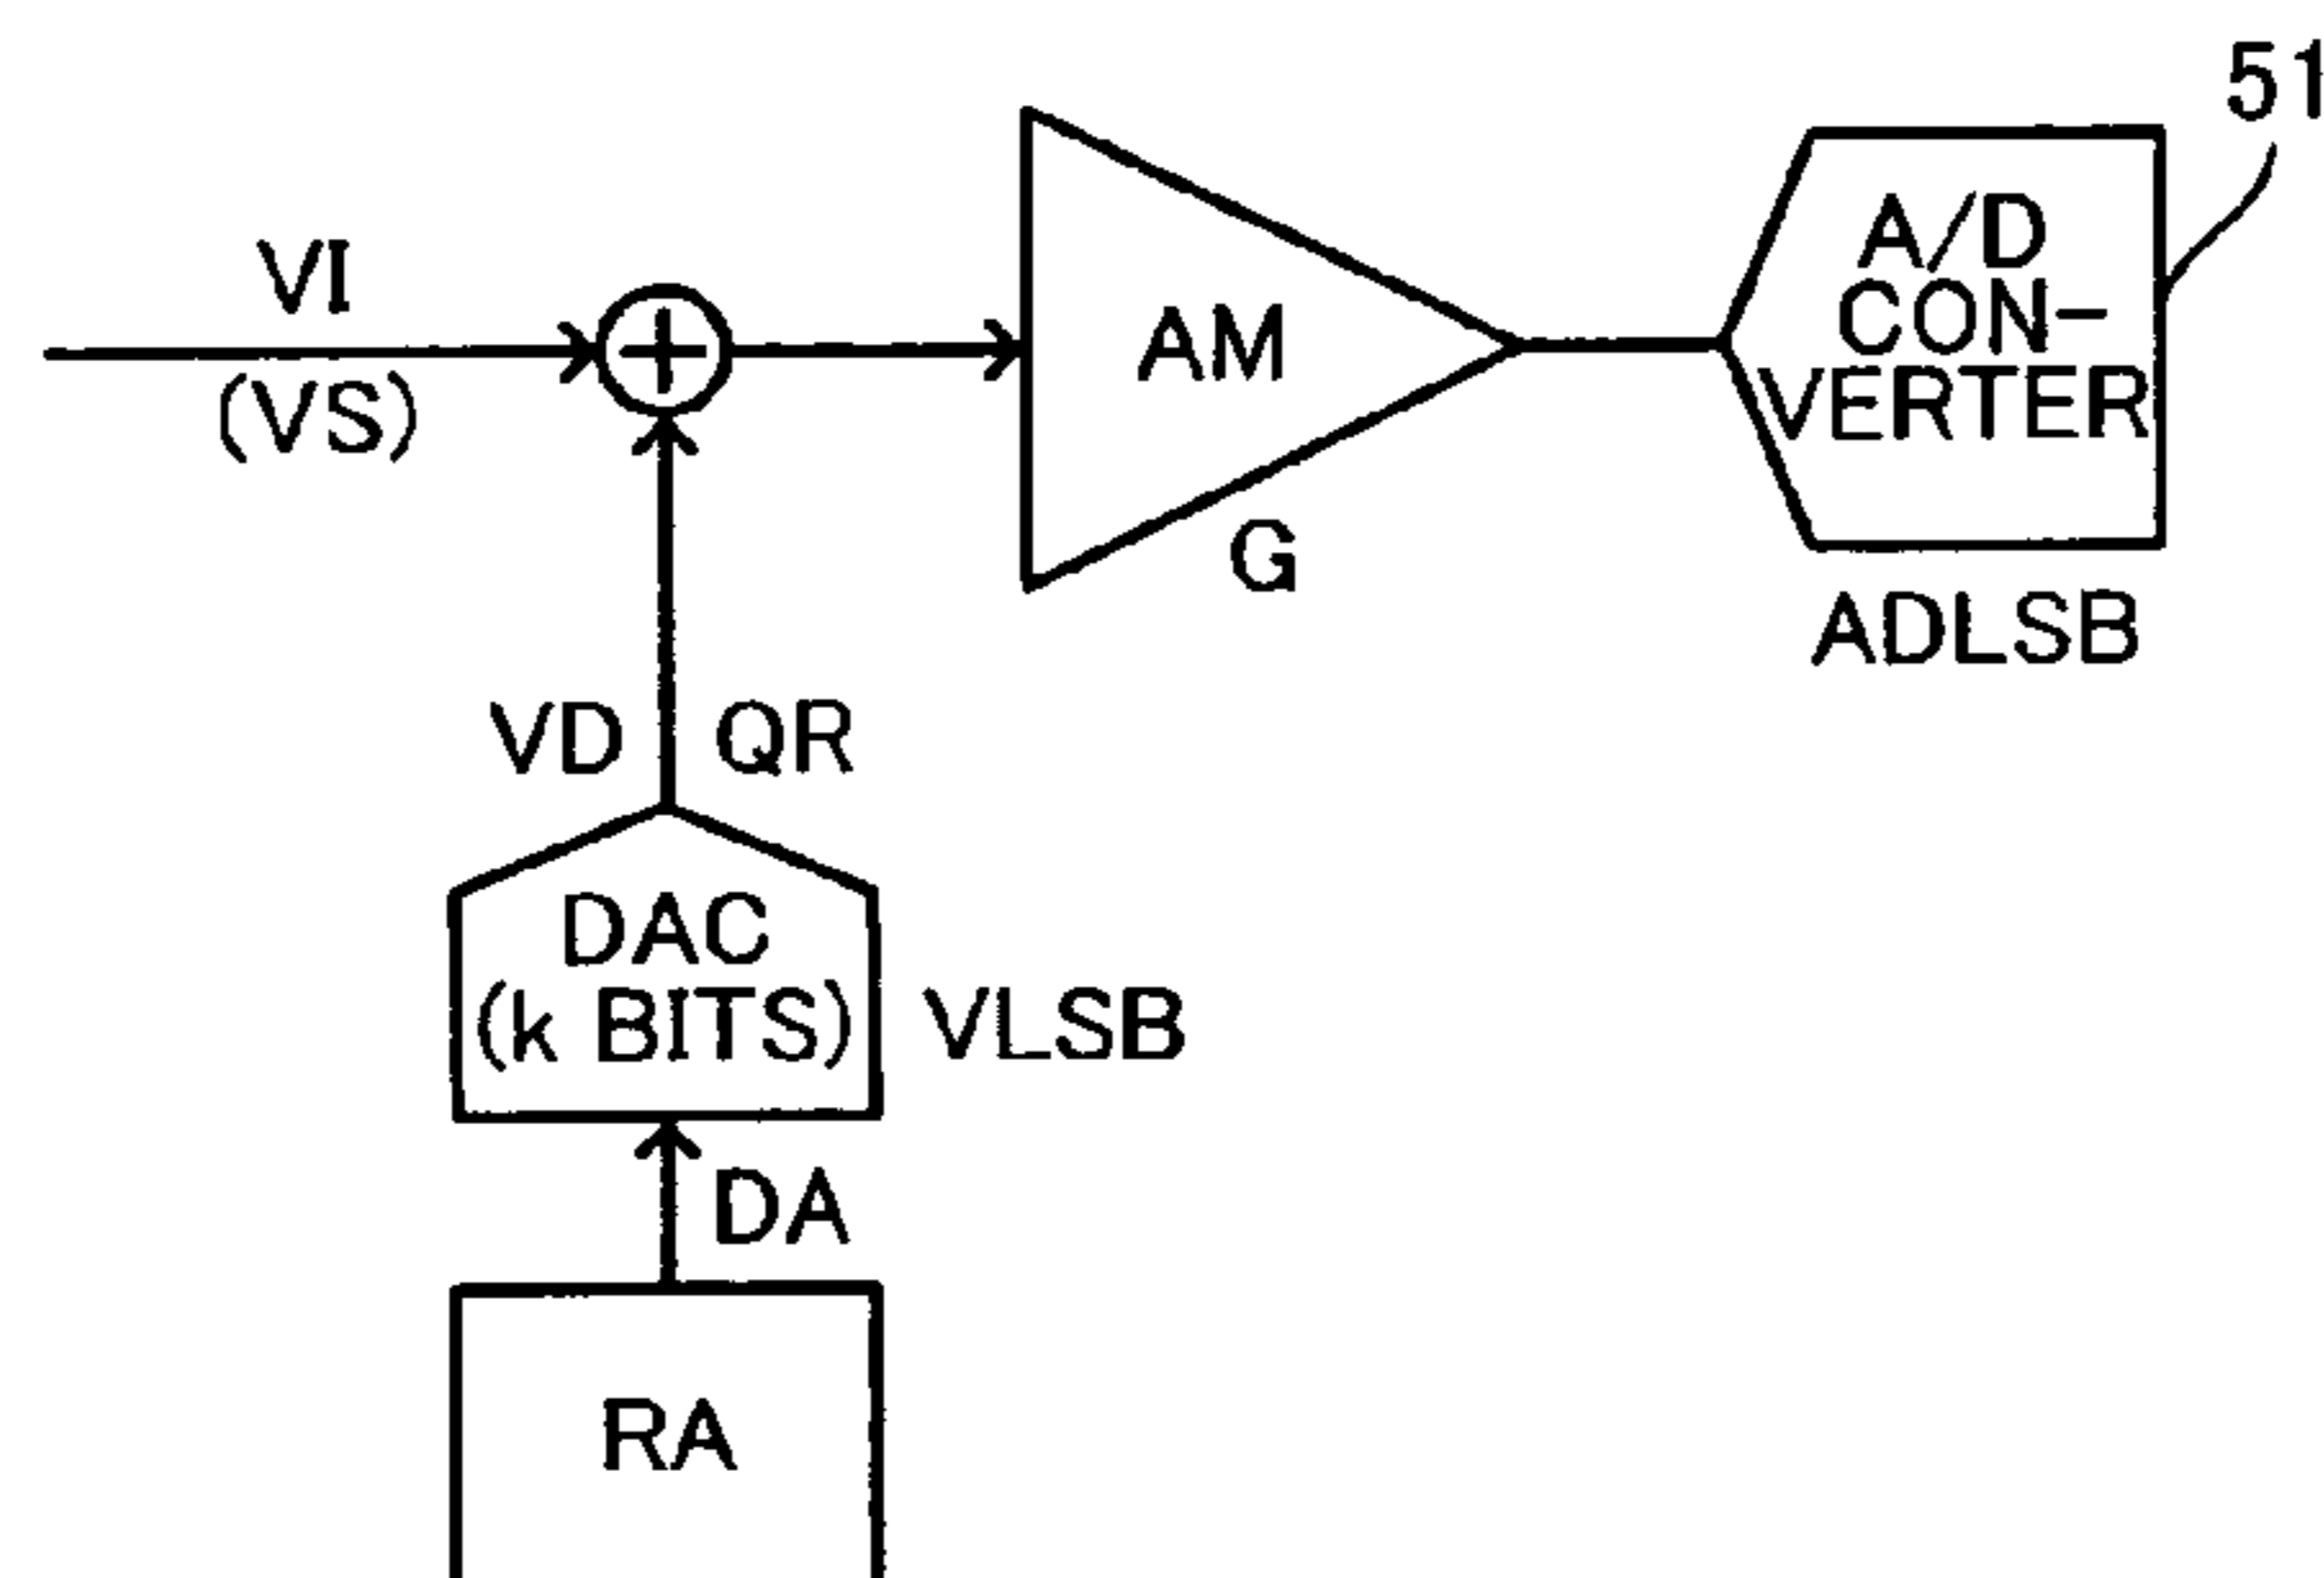 51
A/D
CON-
VERTER
VI
(VS)
AM
G
ADLSB
VD
QR
DAC
(k BITS)
VLSB
DA
RA